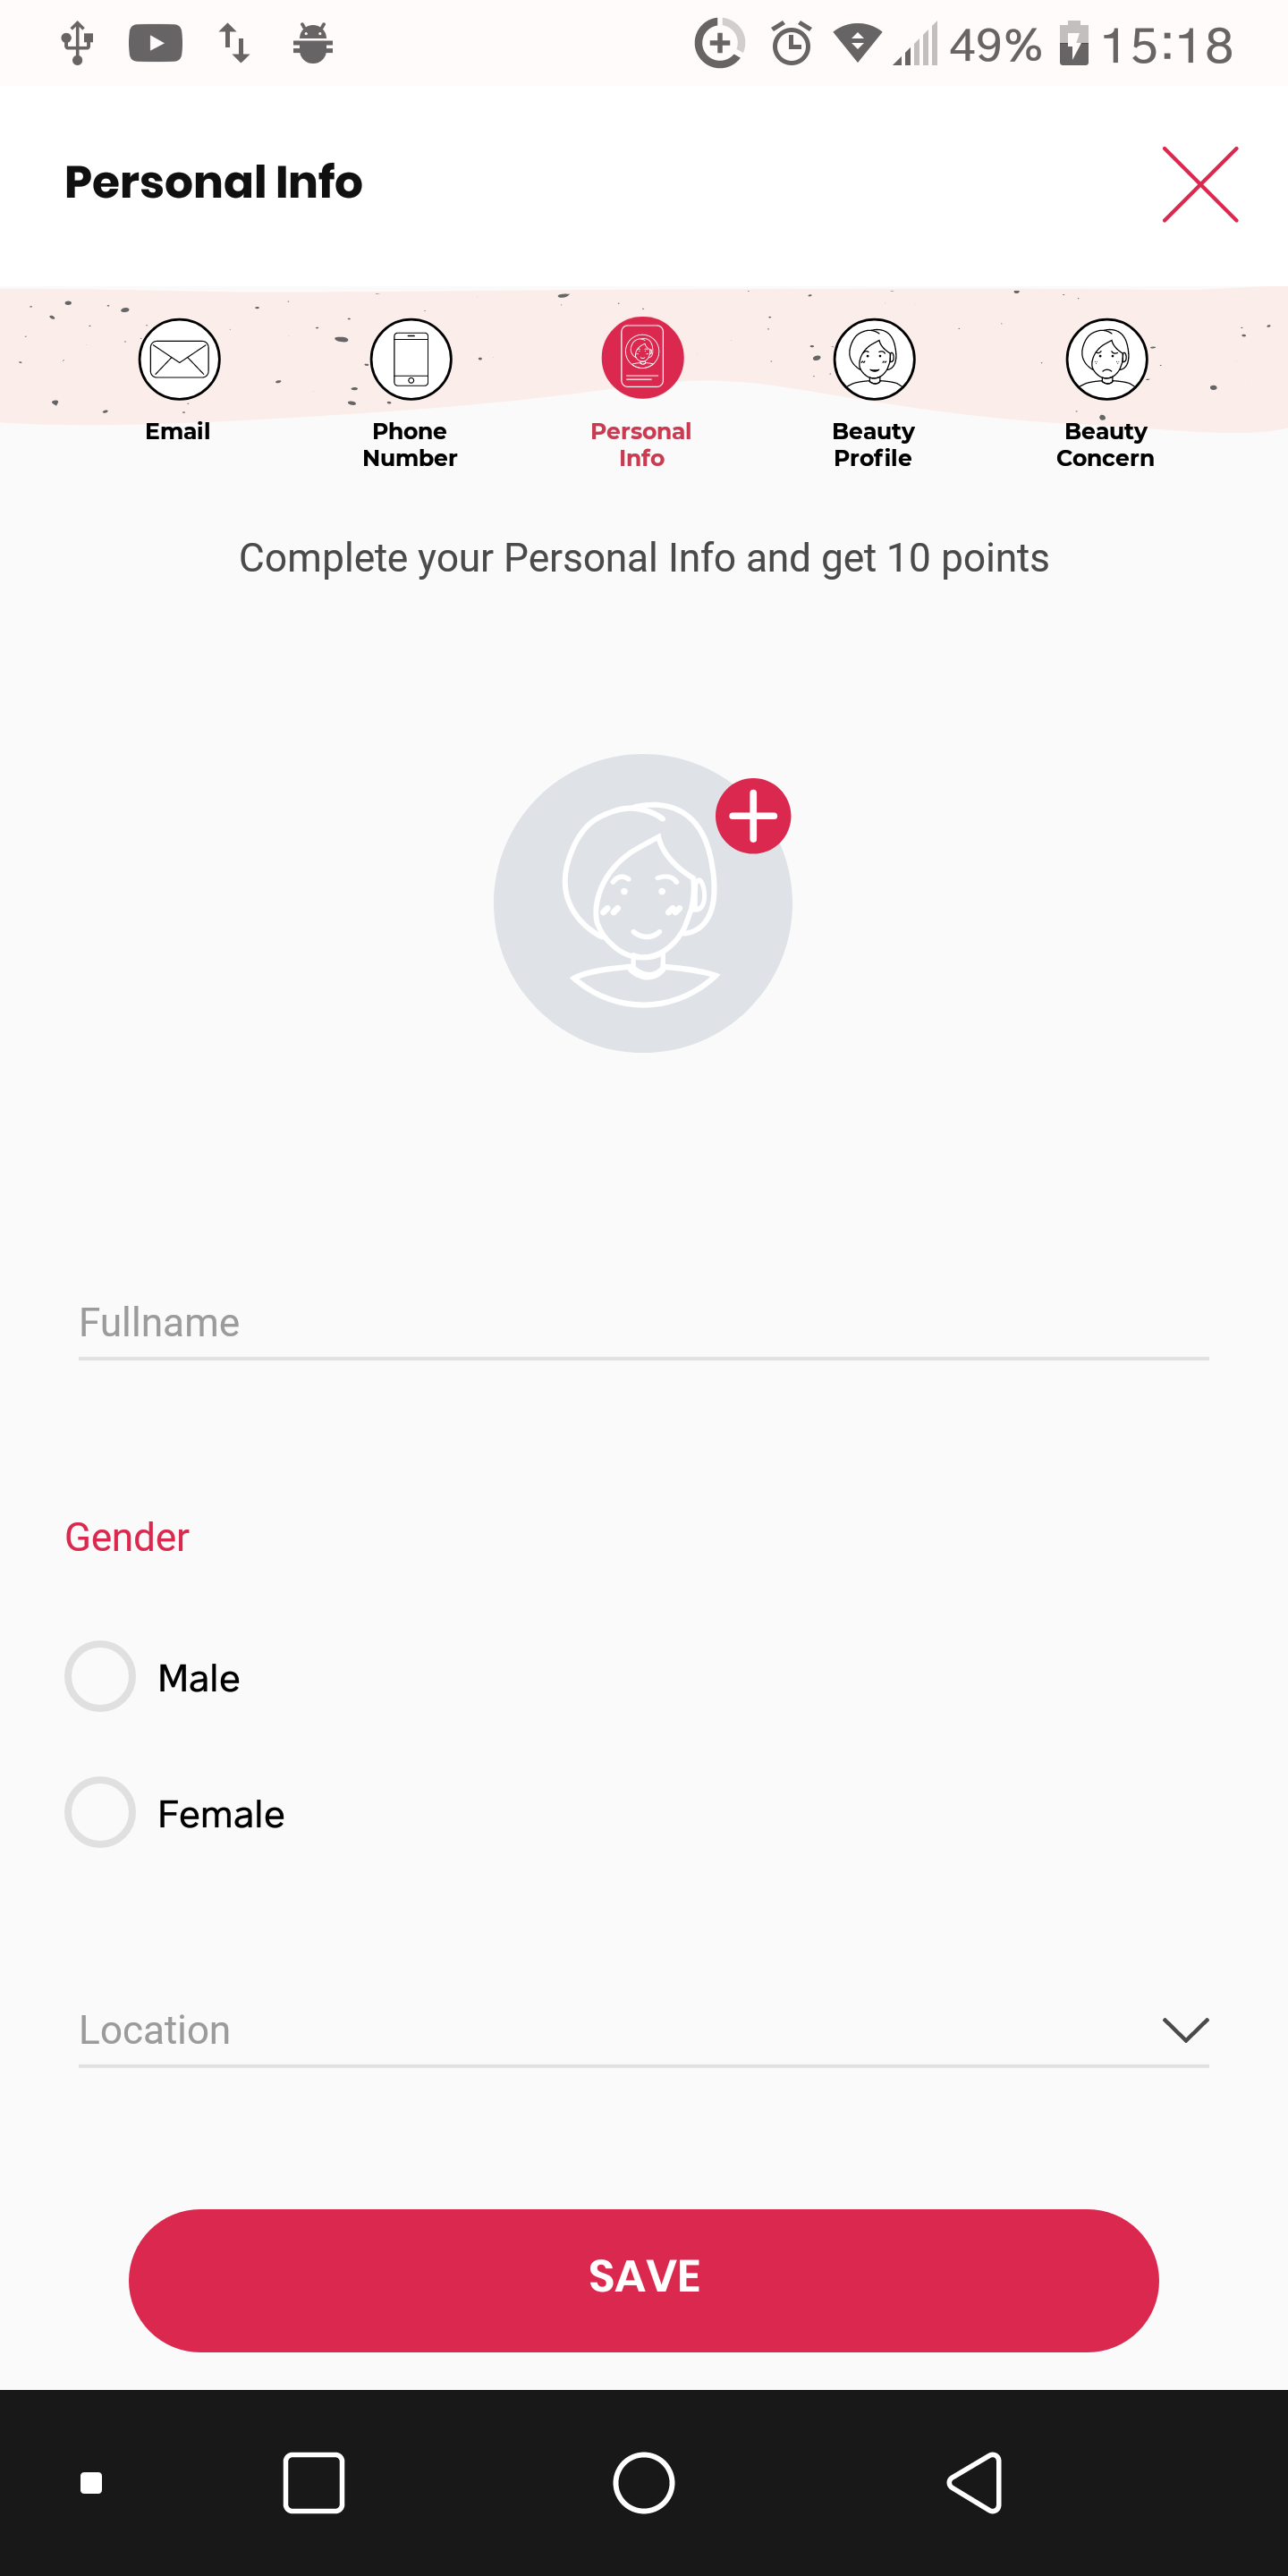 49% 15:18
Personal Info
Email
Phone
Number
Personal
Info
Beauty
Profile
Beauty
Concern
Complete your Personal Info and get 10 points
Fullname
Gender
Male
Female
Location
SAVE